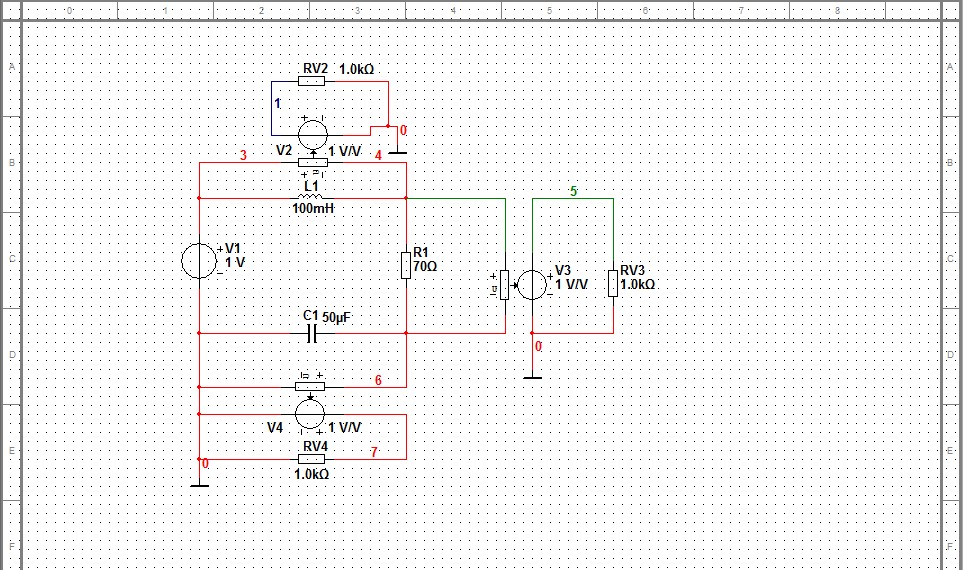 0 1 2 3 4 5 6 7 8
A A
RV2 1.0kΩ
1
+ −
0
V2 1 V/V
B 3 4 B
+ −
L1
100mH
5
C V1 R1 C
+ 1 V 70Ω
−
+ V3 RV3
+ 1 V/V 1.0kΩ
− −
C1 50µF
D 0 D
− +
6
V4 1 V/V
− +
RV4
E 7 E
0
1.0kΩ
F F